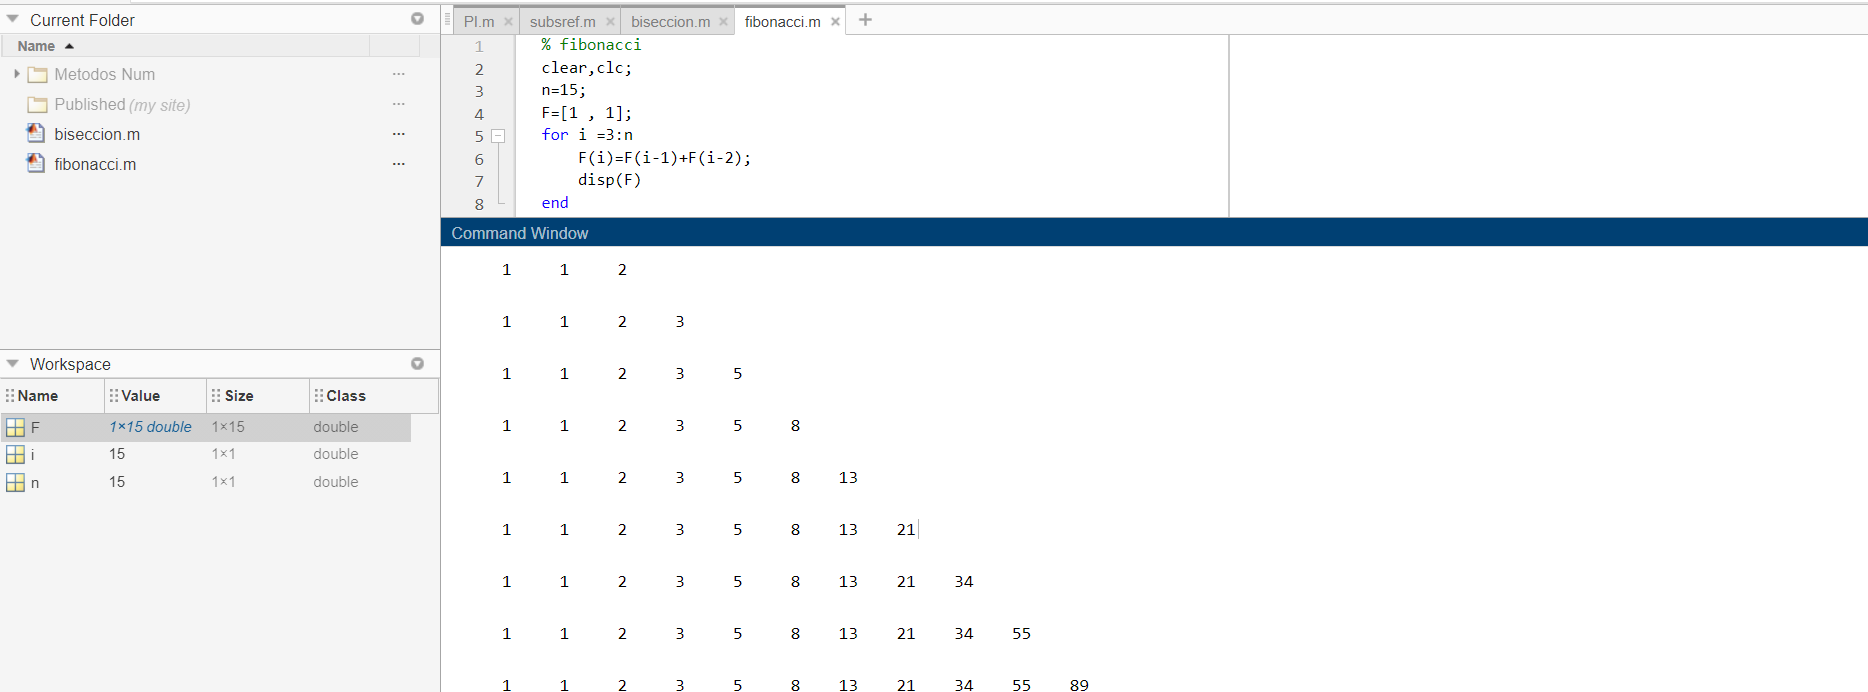 Current Folder
Name
Metodos Num
Published (my site)
biseccion.m
fibonacci.m
Workspace
Name Value Size Class
F 1×15 double 1×15 double
i 15 1×1 double
n 15 1×1 double
PI.m subsref.m biseccion.m fibonacci.m
1 % fibonacci
2 clear,clc;
3 n=15;
4 F=[1 , 1];
5 for i =3:n
6 F(i)=F(i-1)+F(i-2);
7 disp(F)
8 end
Command Window
1 1 2
1 1 2 3
1 1 2 3 5
1 1 2 3 5 8
1 1 2 3 5 8 13
1 1 2 3 5 8 13 21
1 1 2 3 5 8 13 21 34
1 1 2 3 5 8 13 21 34 55
1 1 2 3 5 8 13 21 34 55 89